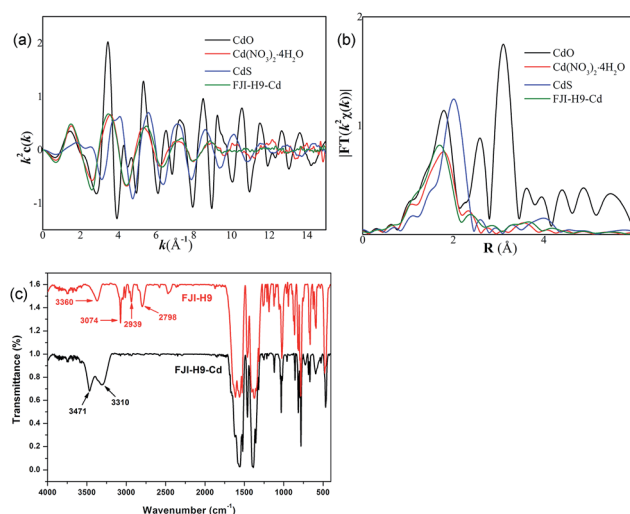 (a)
CdO
Cd(NO3)2·4H2O
CdS
FJI-H9-Cd
2
1
0
-1
k²c(k)
0 2 4 6 8 10 12 14
k(Å⁻¹)
(b)
CdO
Cd(NO3)2·4H2O
CdS
FJI-H9-Cd
2
1
0
|FT(k²χ(k))|
0 2 4
R (Å)
(c)
FJI-H9
3360
3074
2939
2798
FJI-H9-Cd
3471
3310
1.6
1.4
1.2
1.0
0.8
0.6
0.4
0.2
0.0
Transmittance (%)
4000 3500 3000 2500 2000 1500 1000 500
Wavenumber (cm⁻¹)